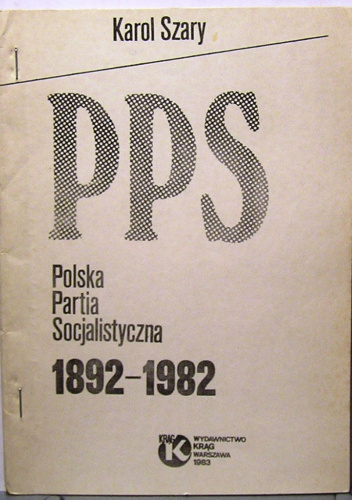 Karol Szary
PPS
Polska
Partia
Socjalistyczna
1892-1982
KRĄG
K
WYDAWNICTWO
KRĄG
WARSZAWA
1983